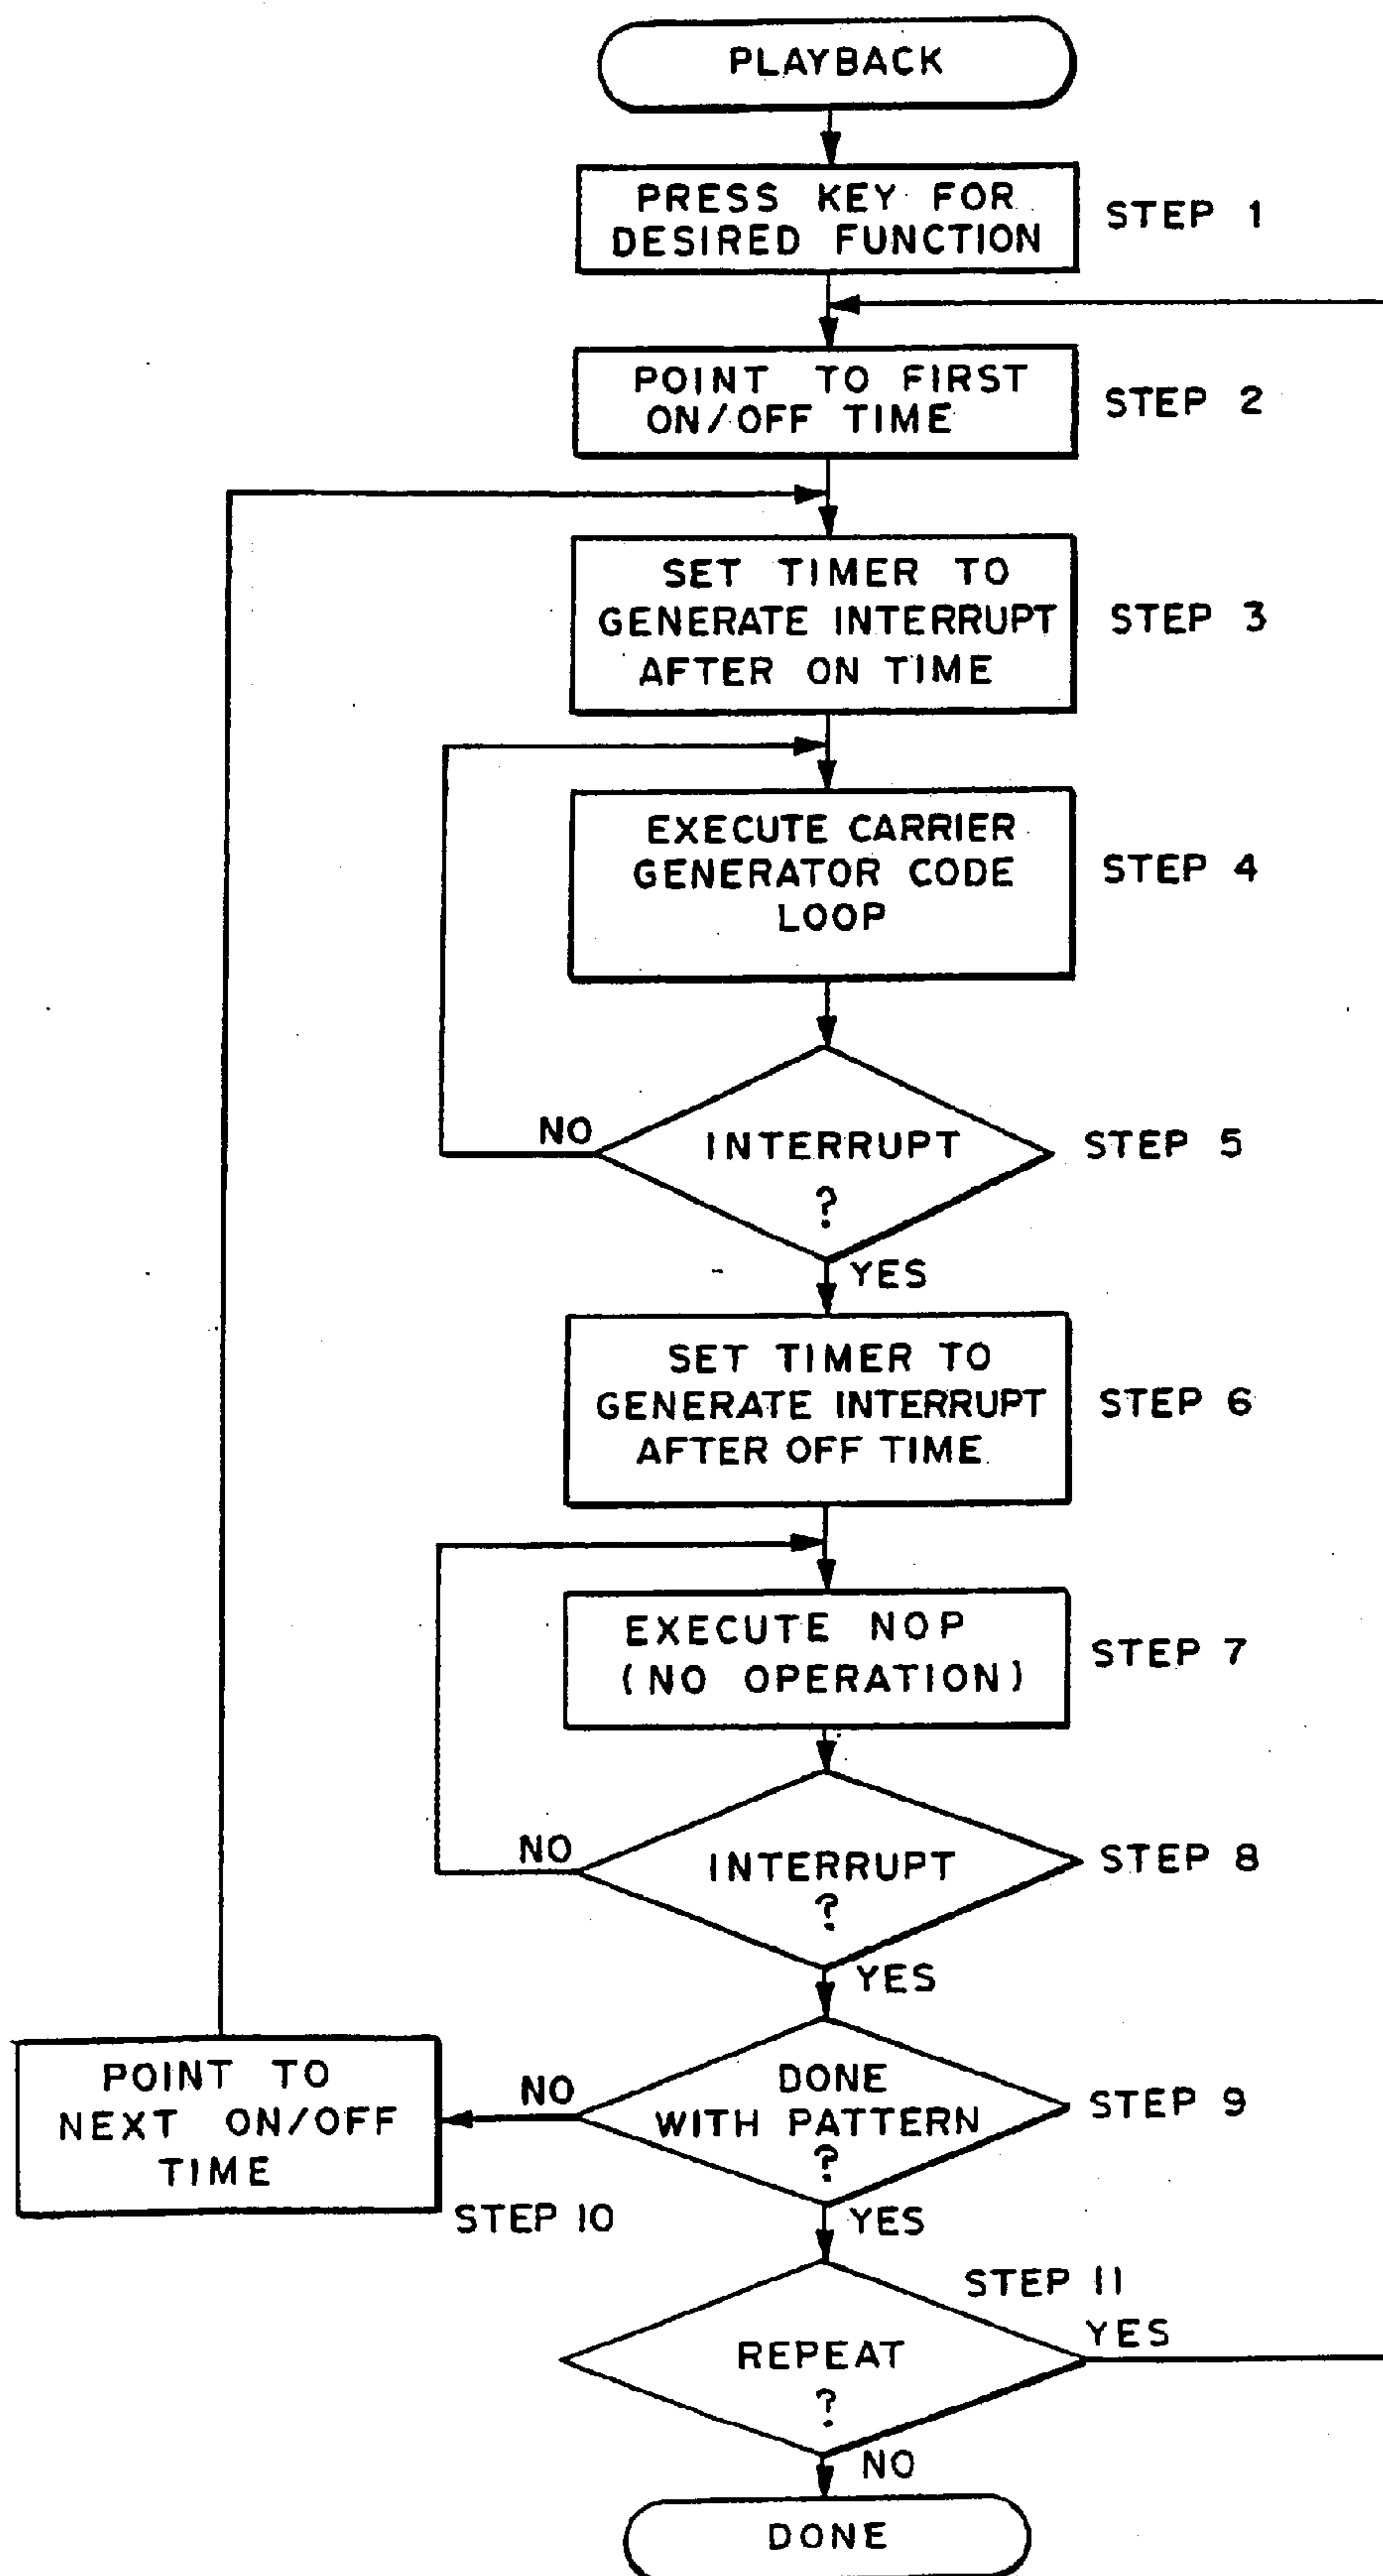 PLAYBACK
PRESS KEY FOR
DESIRED FUNCTION
STEP 1
POINT TO FIRST
ON/OFF TIME
STEP 2
SET TIMER TO
GENERATE INTERRUPT
AFTER ON TIME
STEP 3
EXECUTE CARRIER
GENERATOR CODE
LOOP
STEP 4
NO
INTERRUPT
?
STEP 5
YES
SET TIMER TO
GENERATE INTERRUPT
AFTER OFF TIME
STEP 6
EXECUTE NOP
(NO OPERATION)
STEP 7
NO
INTERRUPT
?
STEP 8
YES
DONE
WITH PATTERN
?
STEP 9
NO
POINT TO
NEXT ON/OFF
TIME
STEP 10
YES
STEP 11
REPEAT
?
YES
NO
DONE